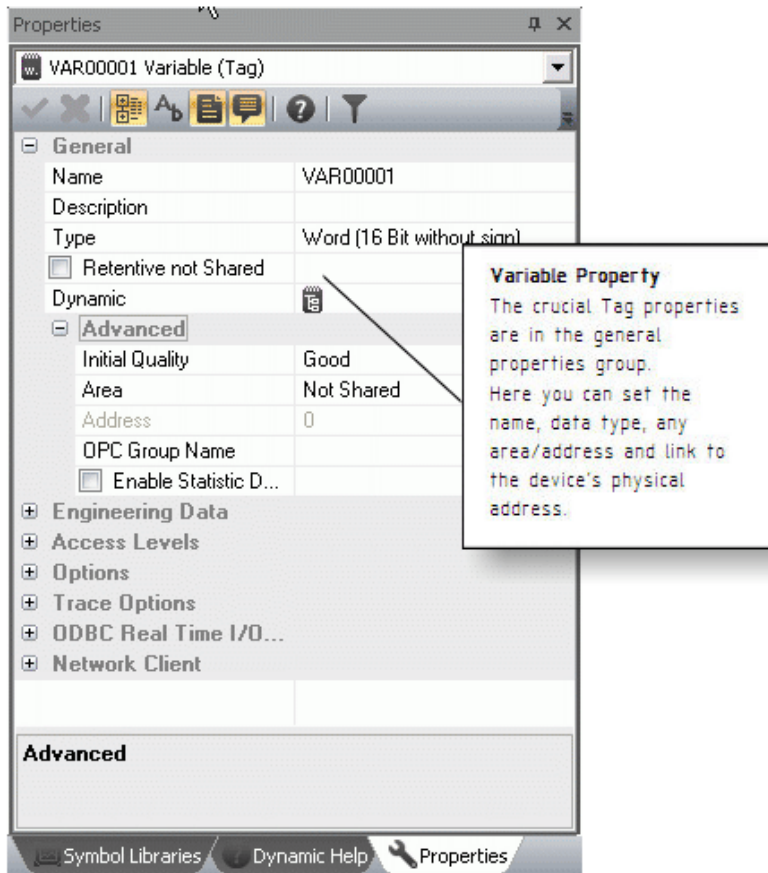 Properties
VAR00001 Variable (Tag)
General
Name VAR00001
Description
Type Word (16 Bit without sign)
Retentive not Shared
Dynamic
Advanced
Initial Quality Good
Area Not Shared
Address 0
OPC Group Name
Enable Statistic D...
Engineering Data
Access Levels
Options
Trace Options
ODBC Real Time I/O...
Network Client
Variable Property
The crucial Tag properties
are in the general
properties group.
Here you can set the
name, data type, any
area/address and link to
the device's physical
address.
Advanced
Symbol Libraries Dynamic Help Properties